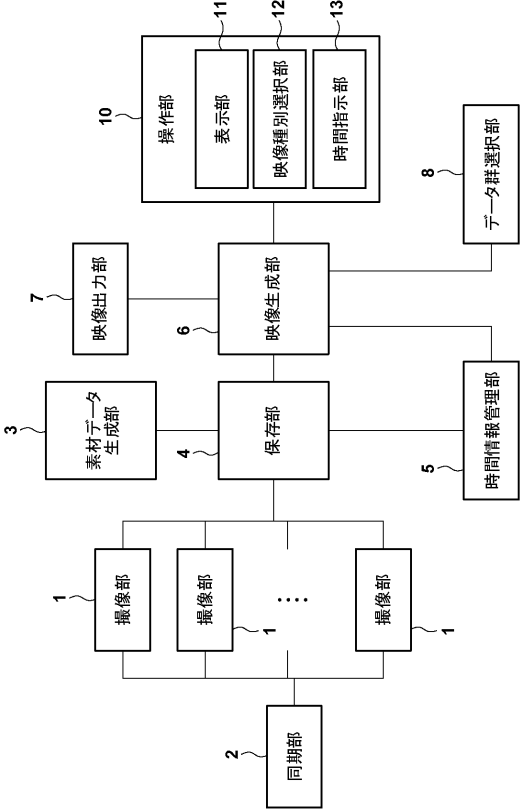 10
操作部
11
表示部
12
映像種別選択部
13
時間指示部
7
映像出力部
6
映像生成部
8
データ群選択部
3
素材データ
生成部
4
保存部
5
時間情報管理部
1
撮像部
撮像部
1
....
撮像部
1
2
同期部